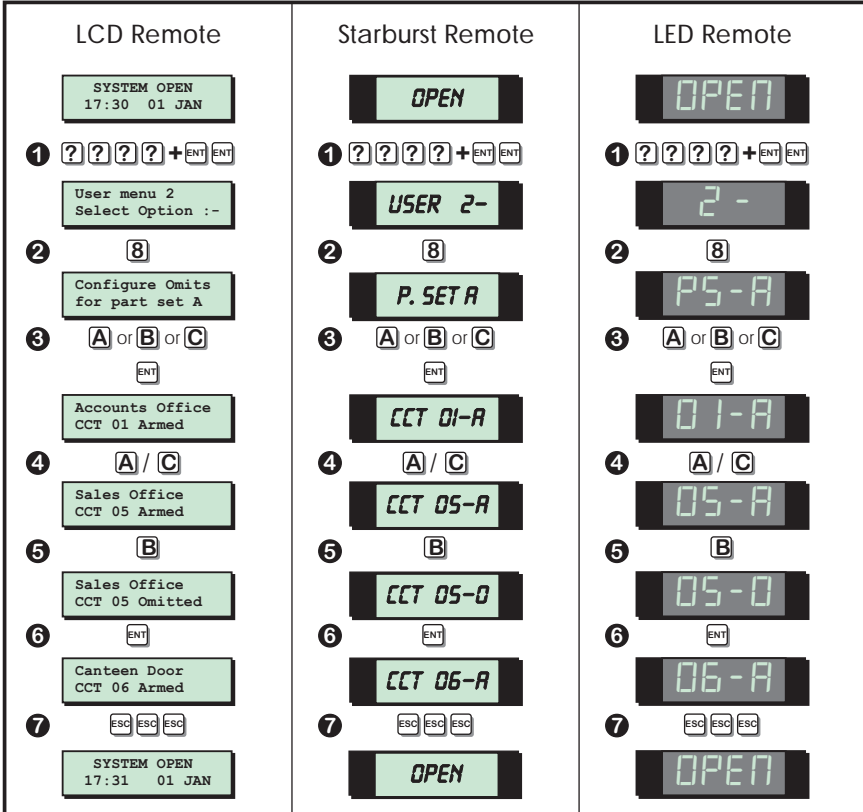 LCD Remote
SYSTEM OPEN
17:30 01 JAN
1 ? ? ? ? + ENT ENT
User menu 2
Select Option :-
2 8
Configure Omits
for part set A
3 A or B or C
ENT
Accounts Office
CCT 01 Armed
4 A / C
Sales Office
CCT 05 Armed
5 B
Sales Office
CCT 05 Omitted
6 ENT
Canteen Door
CCT 06 Armed
7 ESC ESC ESC
SYSTEM OPEN
17:31 01 JAN
Starburst Remote
OPEN
1 ? ? ? ? + ENT ENT
USER 2-
2 8
P. SET A
3 A or B or C
ENT
CCT 01-A
4 A / C
CCT 05-A
5 B
CCT 05-O
6 ENT
CCT 06-A
7 ESC ESC ESC
OPEN
LED Remote
OPEN
1 ? ? ? ? + ENT ENT
2 -
2 8
PS-A
3 A or B or C
ENT
01-A
4 A / C
05-A
5 B
05-O
6 ENT
06-A
7 ESC ESC ESC
OPEN